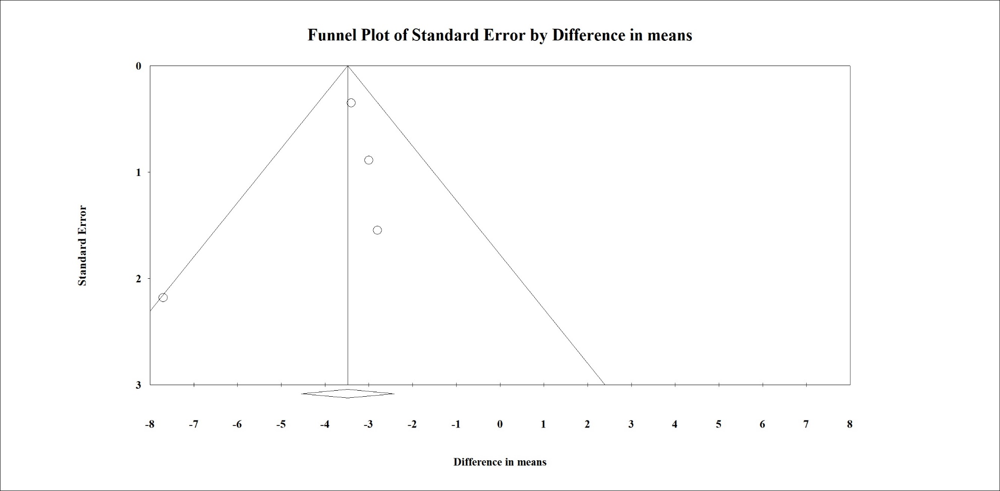 Funnel Plot of Standard Error by Difference in means
0
1
2
3
Standard Error
-8 -7 -6 -5 -4 -3 -2 -1 0 1 2 3 4 5 6 7 8
Difference in means